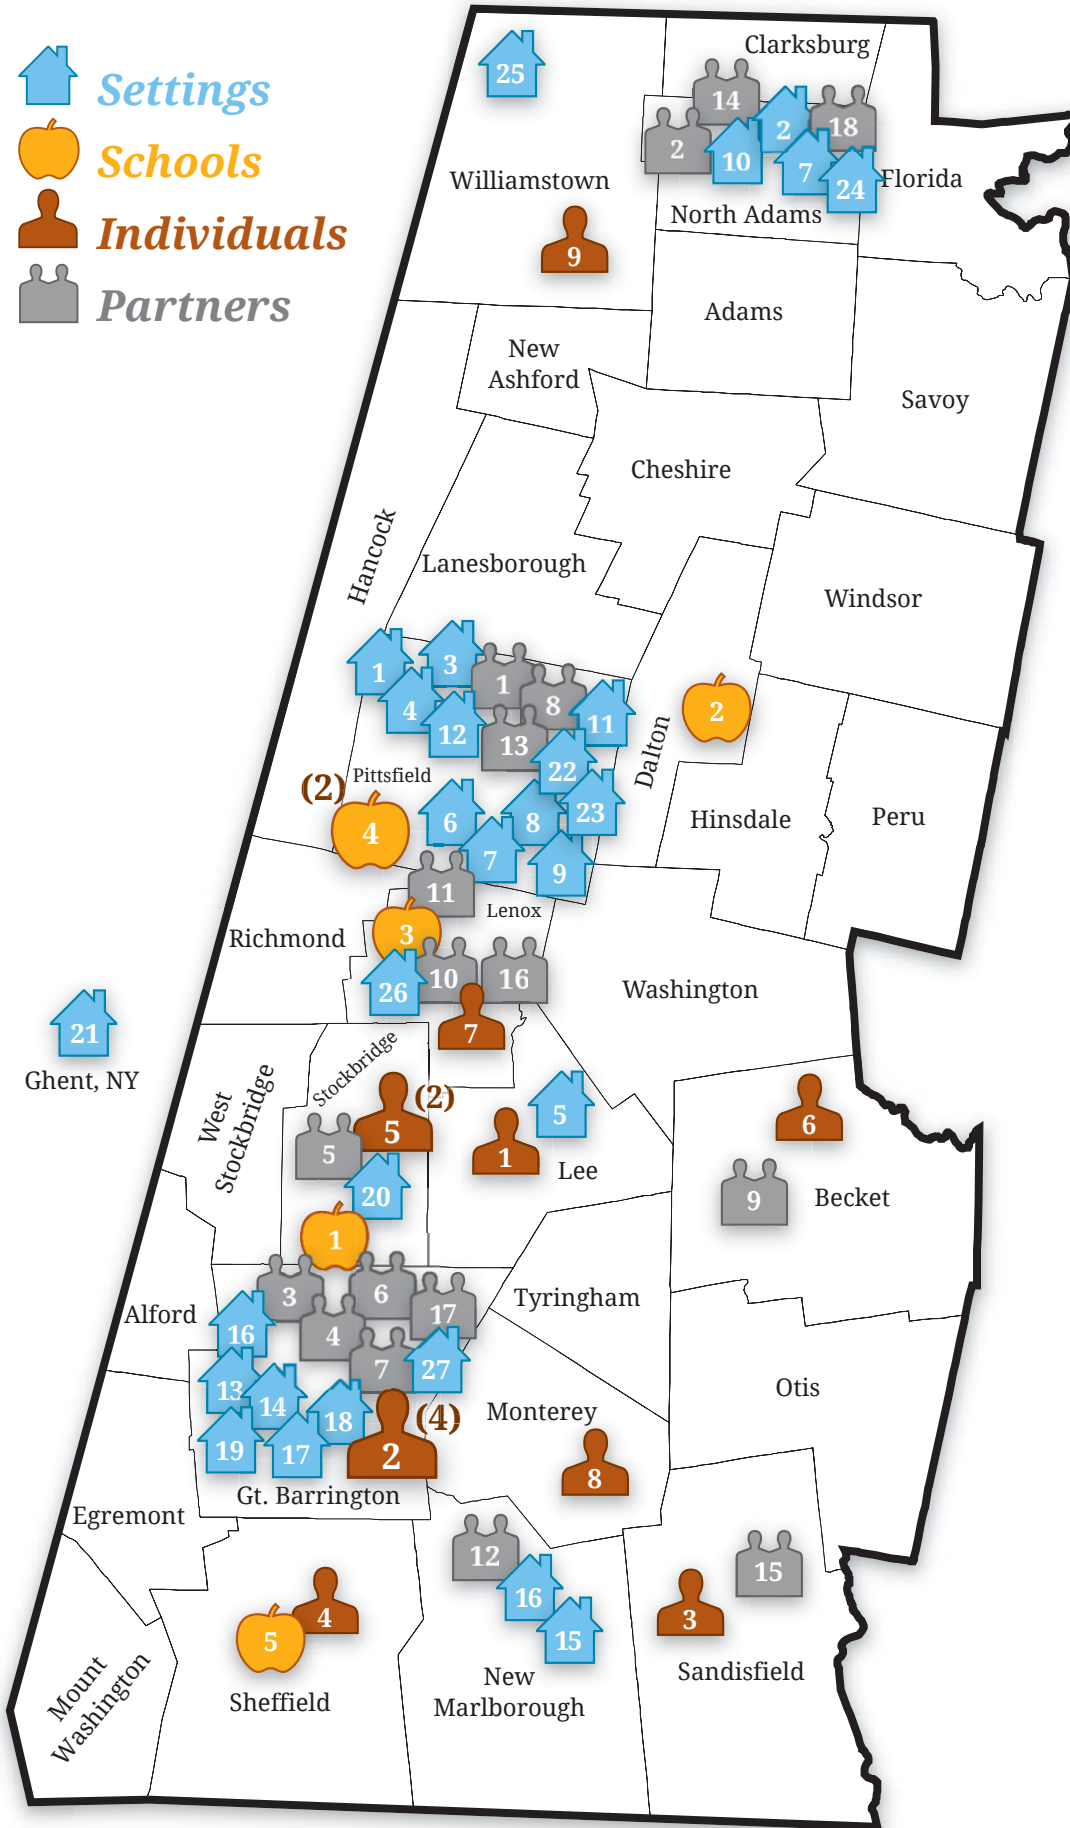 Settings
Schools
Individuals
Partners
Clarksburg
25
14
2
18
2
10
7
24
Williamstown
Florida
North Adams
9
Adams
New
Ashford
Savoy
Cheshire
Hancock
Lanesborough
Windsor
1
3
1
4
8
11
12
13
2
22
Dalton
Pittsfield
(2)
4
6
8
23
7
9
Hinsdale
Peru
11
Lenox
3
Richmond
10
16
26
Washington
7
21
Ghent, NY
Stockbridge
West
Stockbridge
(2)
5
5
5
1
6
Lee
20
9
Becket
1
3
6
17
Tyringham
Alford
16
4
7
27
13
14
18
Otis
(4)
2
Monterey
19
17
8
Gt. Barrington
Egremont
12
16
15
15
3
4
5
Sandisfield
Mount
Washington
Sheffield
New
Marlborough